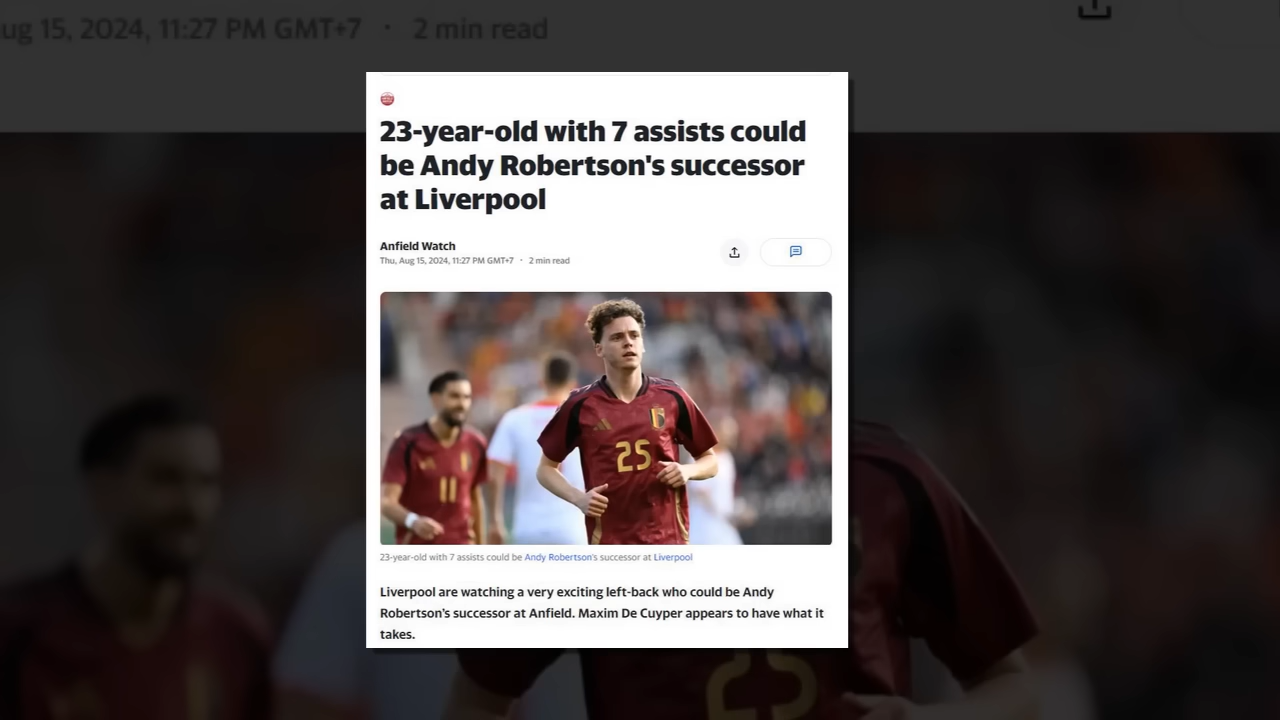 ug 15, 2024, 11:27 PM GMT+7 · 2 min read
23-year-old with 7 assists could
be Andy Robertson's successor
at Liverpool
Anfield Watch
Thu, Aug 15, 2024, 11:27 PM GMT+7 · 2 min read
11
25
23-year-old with 7 assists could be Andy Robertson's successor at Liverpool
Liverpool are watching a very exciting left-back who could be Andy
Robertson's successor at Anfield. Maxim De Cuyper appears to have what it
takes.
25